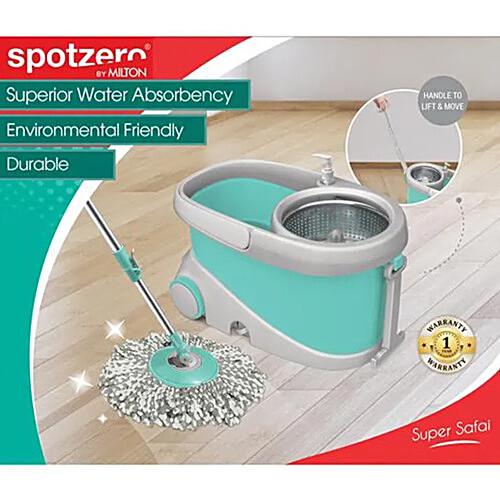 spotzero®
BY MILTON
Superior Water Absorbency
Environmental Friendly
Durable
HANDLE TO
LIFT & MOVE
WARRANTY
1
YEAR
WARRANTY
Super Safai